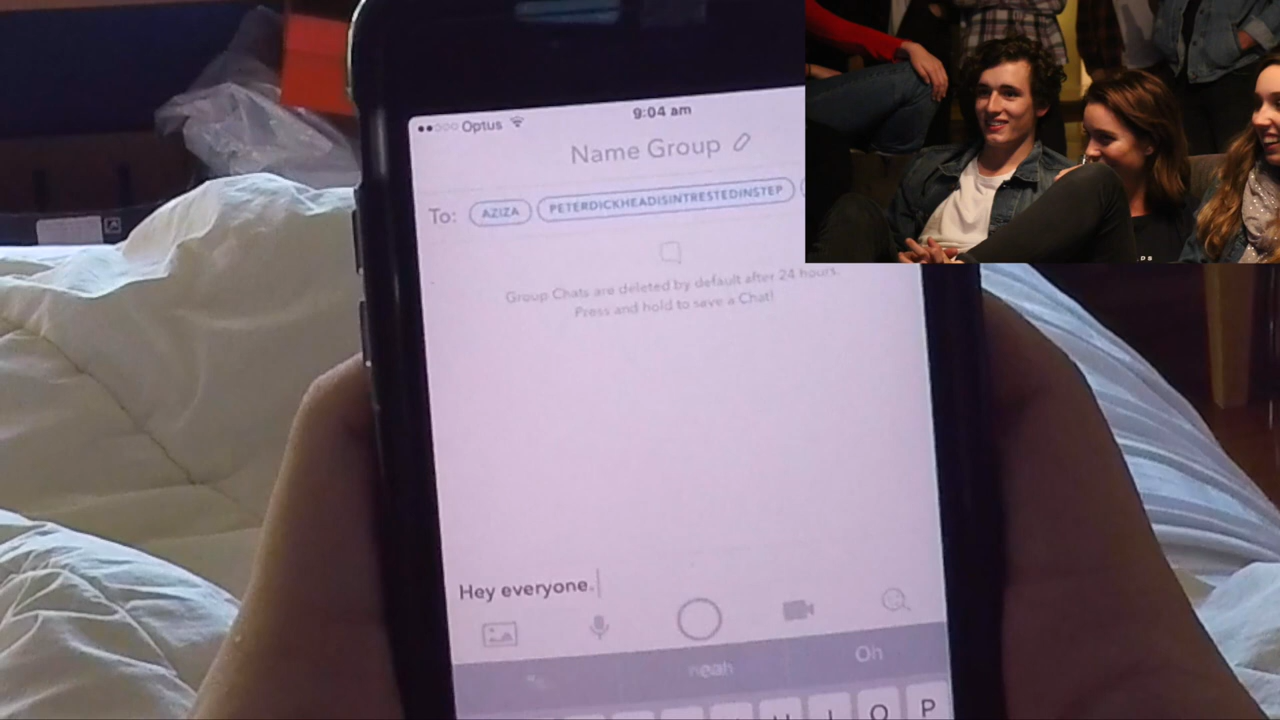 Optus 9:04 am
Name Group
To: AZIZA PETERDICKHEADISINTRESTEDINSTEP
Group Chats are deleted by default after 24 hours.
Press and hold to save a Chat!
Hey everyone.
Oh
I O P